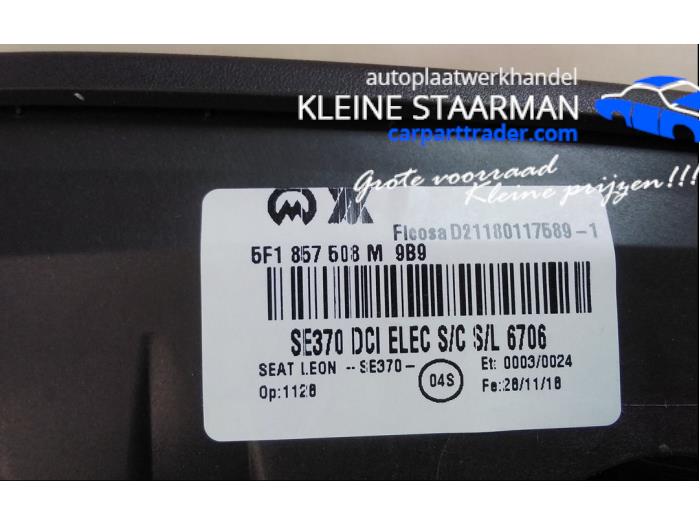 autoplaatwerkhandel
KLEINE STAARMAN
carparttrader.com
Grote voorraad
Kleine prijzen!!!
Ficosa D21180117589-1
5F1 857 508 M 9B9
SE370 DCI ELEC S/C S/L 6706
SEAT LEON -- SE370-
04S
Et: 0003/0024
Op:1128
Fe:28/11/18